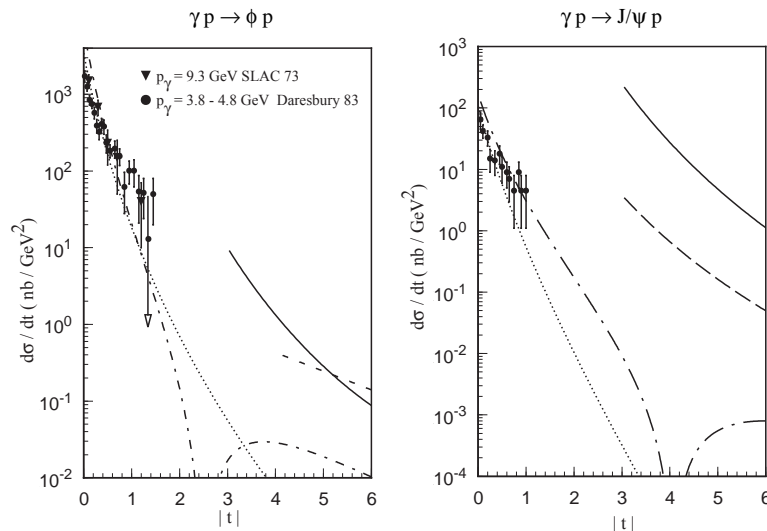 γ p → ϕ p
γ p → J/ψ p
dσ / dt ( nb / GeV²)
10³
10²
10¹
10⁰
10⁻¹
10⁻²
p_γ = 9.3 GeV SLAC 73
p_γ = 3.8 - 4.8 GeV Daresbury 83
0 1 2 3 4 5 6
| t |
dσ / dt ( nb / GeV²)
10³
10²
10¹
10⁰
10⁻¹
10⁻²
10⁻³
10⁻⁴
0 1 2 3 4 5 6
| t |